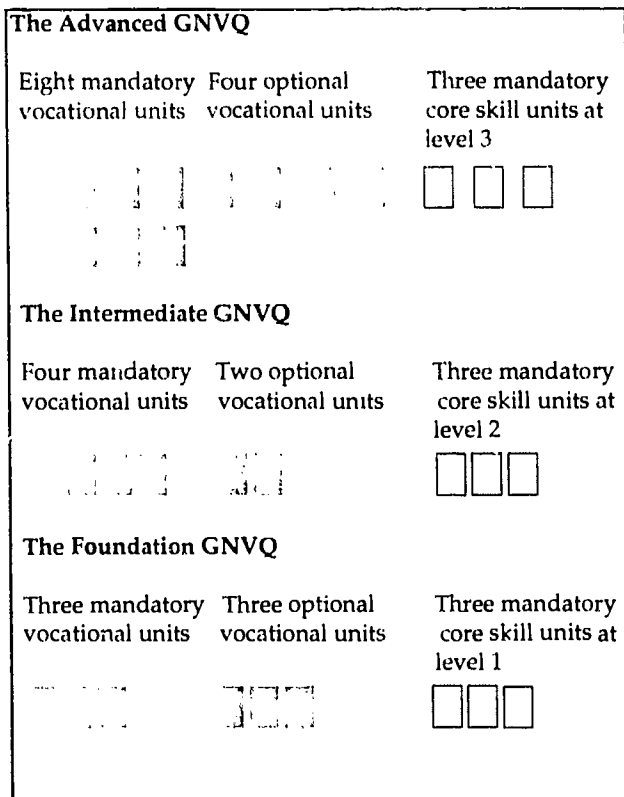 The Advanced GNVQ
Eight mandatory Four optional Three mandatory
vocational units vocational units core skill units at
level 3
The Intermediate GNVQ
Four mandatory Two optional Three mandatory
vocational units vocational units core skill units at
level 2
The Foundation GNVQ
Three mandatory Three optional Three mandatory
vocational units vocational units core skill units at
level 1